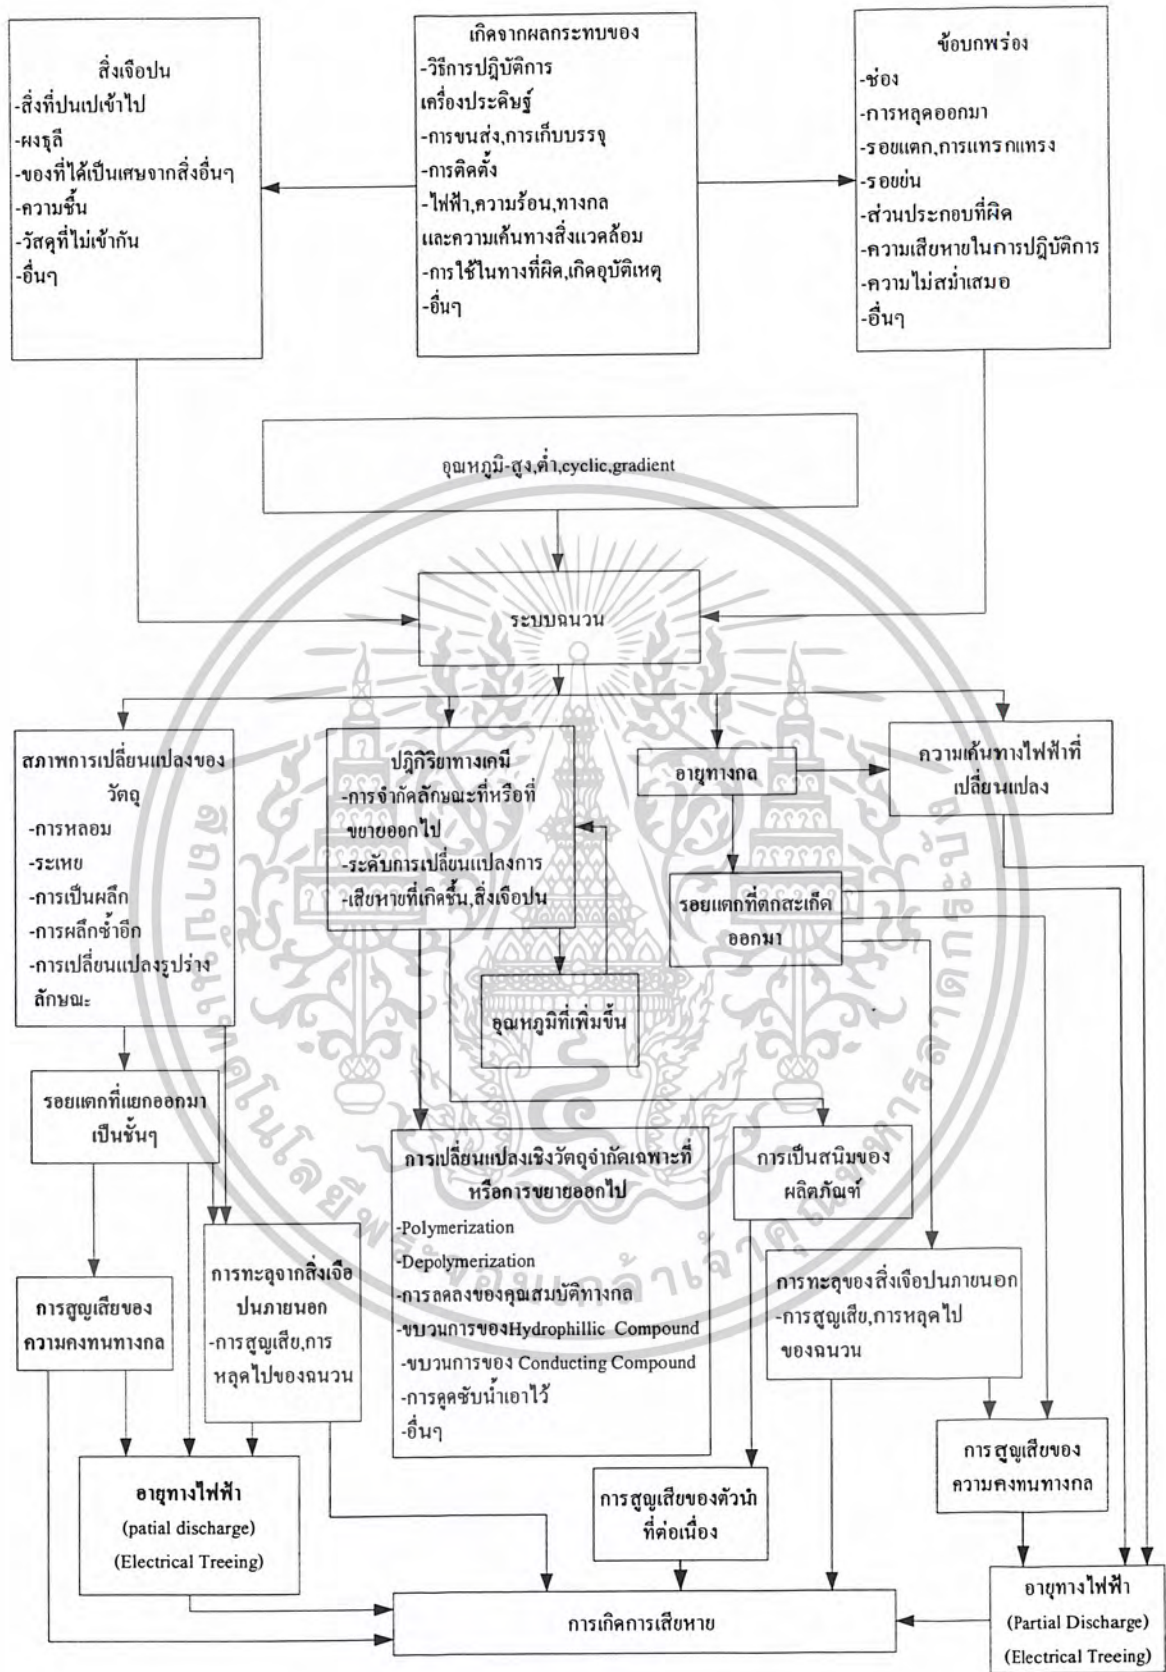 สิ่งเจือปน
-สิ่งที่ปนเปเข้าไป
-ผงธุลี
-ของที่ได้เป็นเศษจากสิ่งอื่นๆ
-ความชื้น
-วัสดุที่ไม่เข้ากัน
-อื่นๆ
เกิดจากผลกระทบของ
-วิธีการปฎิบัติการ
เครื่องประดิษฐ์
-การขนส่ง,การเก็บบรรจุ
-การติดตั้ง
-ไฟฟ้า,ความร้อน,ทางกล
และความเค้นทางสิ่งแวดล้อม
-การใช้ในทางที่ผิด,เกิดอุบัติเหตุ
-อื่นๆ
ข้อบกพร่อง
-ช่อง
-การหลุดออกมา
-รอยแตก,การแทรกแทรง
-รอยย่น
-ส่วนประกอบที่ผิด
-ความเสียหายในการปฎิบัติการ
-ความไม่สม่ำเสมอ
-อื่นๆ
อุณหภูมิ-สูง,ต่ำ,cyclic,gradient
ระบบฉนวน
สภาพการเปลี่ยนแปลงของ
วัตถุ
-การหลอม
-ระเหย
-การเป็นผลึก
-การผลึกซ้ำอีก
-การเปลี่ยนแปลงรูปร่าง
ลักษณะ
ปฎิกิริยาทางเคมี
-การจำกัดลักษณะที่หรือที่
ขยายออกไป
-ระดับการเปลี่ยนแปลงการ
-เสียหายที่เกิดชื้น,สิ่งเจือปน
อายุทางกล
ความเค้นทางไฟฟ้าที่
เปลี่ยนแปลง
รอยแตกที่ตกสะเก็ด
ออกมา
อุณหภูมิที่เพิ่มขึ้น
รอยแตกที่แยกออกมา
เป็นชั้นๆ
การเปลี่ยนแปลงเชิงวัตถุจำกัดเฉพาะที่
หรือการขยายออกไป
-Polymerization
-Depolymerization
-การลดลงของคุณสมบัติทางกล
-ขบวนการของHydrophillic Compound
-ขบวนการของ Conducting Compound
-การดูดซับน้ำเอาไว้
-อื่นๆ
การเป็นสนิมของ
ผลิตภัณฑ์
การทะลุจากสิ่งเจือ
ปนภายนอก
-การสูญเสีย,การ
หลุดไปของฉนวน
การทะลุของสิ่งเจือปนภายนอก
-การสูญเสีย,การหลุดไป
ของฉนวน
การสูญเสียของ
ความคงทนทางกล
การสูญเสียของ
ความคงทนทางกล
อายุทางไฟฟ้า
(patial discharge)
(Electrical Treeing)
การสูญเสียของตัวนำ
ที่ต่อเนื่อง
การเกิดการเสียหาย
อายุทางไฟฟ้า
(Partial Discharge)
(Electrical Treeing)
สถาบันเทคโนโลยีพระจอมเกล้าเจ้าคุณทหารลาดกระบัง